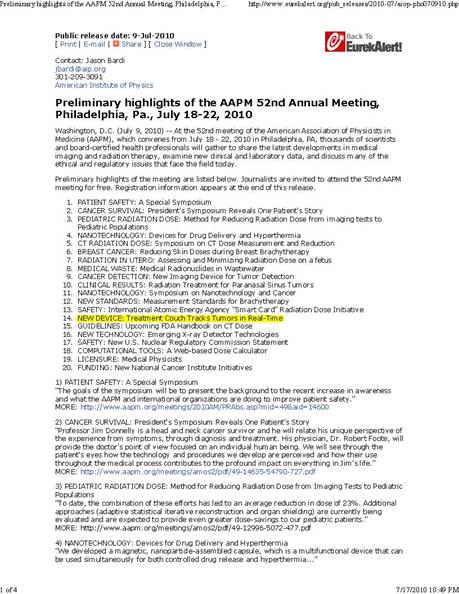 Preliminary highlights of the AAPM 52nd Annual Meeting, Philadelphia, P...
http://www.eurekalert.org/pub_releases/2010-07/aiop-pho070910.php
Public release date: 9-Jul-2010
[ Print | E-mail | Share ] [ Close Window ]
Back To
EurekAlert!
Contact: Jason Bardi
jbardi@aip.org
301-209-3091
American Institute of Physics
Preliminary highlights of the AAPM 52nd Annual Meeting,
Philadelphia, Pa., July 18-22, 2010
Washington, D.C. (July 9, 2010) -- At the 52nd meeting of the American Association of Physicists in
Medicine (AAPM), which convenes from July 18 - 22, 2010 in Philadelphia, PA, thousands of scientists
and board-certified health professionals will gather to share the latest developments in medical
imaging and radiation therapy, examine new clinical and laboratory data, and discuss many of the
ethical and regulatory issues that face the field today.
Preliminary highlights of the meeting are listed below. Journalists are invited to attend the 52nd AAPM
meeting for free. Registration information appears at the end of this release.
1. PATIENT SAFETY: A Special Symposium
2. CANCER SURVIVAL: President's Symposium Reveals One Patient's Story
3. PEDIATRIC RADIATION DOSE: Method for Reducing Radiation Dose from imaging tests to
Pediatric Populations
4. NANOTECHNOLOGY: Devices for Drug Delivery and Hyperthermia
5. CT RADIATION DOSE: Symposium on CT Dose Measurement and Reduction
6. BREAST CANCER: Reducing Skin Doses during Breast Brachytherapy
7. RADIATION IN UTERO: Assessing and Minimizing Radiation Dose on a fetus
8. MEDICAL WASTE: Medical Radionuclides in Wastewater
9. CANCER DETECTION: New Imaging Device for Tumor Detection
10. CLINICAL RESULTS: Radiation Treatment for Paranasal Sinus Tumors
11. NANOTECHNOLOGY: Symposium on Nanotechnology and Cancer
12. NEW STANDARDS: Measurement Standards for Brachytherapy
13. SAFETY: International Atomic Energy Agency "Smart Card" Radiation Dose Initiative
14. NEW DEVICE: Treatment Couch Tracks Tumors in Real-Time
15. GUIDELINES: Upcoming FDA Handbook on CT Dose
16. NEW TECHNOLOGY: Emerging X-ray Detector Technologies
17. SAFETY: New U.S. Nuclear Regulatory Commission Statement
18. COMPUTATIONAL TOOLS: A Web-based Dose Calculator
19. LICENSURE: Medical Physicists
20. FUNDING: New National Cancer Institute Initiatives
1) PATIENT SAFETY: A Special Symposium
"The goals of the symposium will be to present the background to the recent increase in awareness
and what the AAPM and international organizations are doing to improve patient safety."
MORE: http://www.aapm.org/meetings/2010AM/PRAbs.asp?mid=49&aid=14600
2) CANCER SURVIVAL: President's Symposium Reveals One Patient's Story
"Professor Jim Donnelly is a head and neck cancer survivor and he will relate his unique perspective of
the experience from symptoms, through diagnosis and treatment. His physician, Dr. Robert Foote, will
provide the doctor's point of view focused on an individual human being. We will see through the
patient's eyes how the technology and procedures we develop are perceived and how their use
throughout the medical process contributes to the profound impact on everything in Jim's life."
MORE: http://www.aapm.org/meetings/amos2/pdf/49-14635-54790-727.pdf
3) PEDIATRIC RADIATION DOSE: Method for Reducing Radiation Dose from Imaging Tests to Pediatric
Populations
"To date, the combination of these efforts has led to an average reduction in dose of 23%. Additional
approaches (adaptive statistical iterative reconstruction and organ shielding) are currently being
evaluated and are expected to provide even greater dose-savings to our pediatric patients."
MORE: http://www.aapm.org/meetings/amos2/pdf/49-12996-5072-477.pdf
4) NANOTECHNOLOGY: Devices for Drug Delivery and Hyperthermia
"We developed a magnetic, nanoparticle-assembled capsule, which is a multifunctional device that can
be used simultaneously for both controlled drug release and hyperthermia..."
1 of 4
7/17/2010 10:49 PM